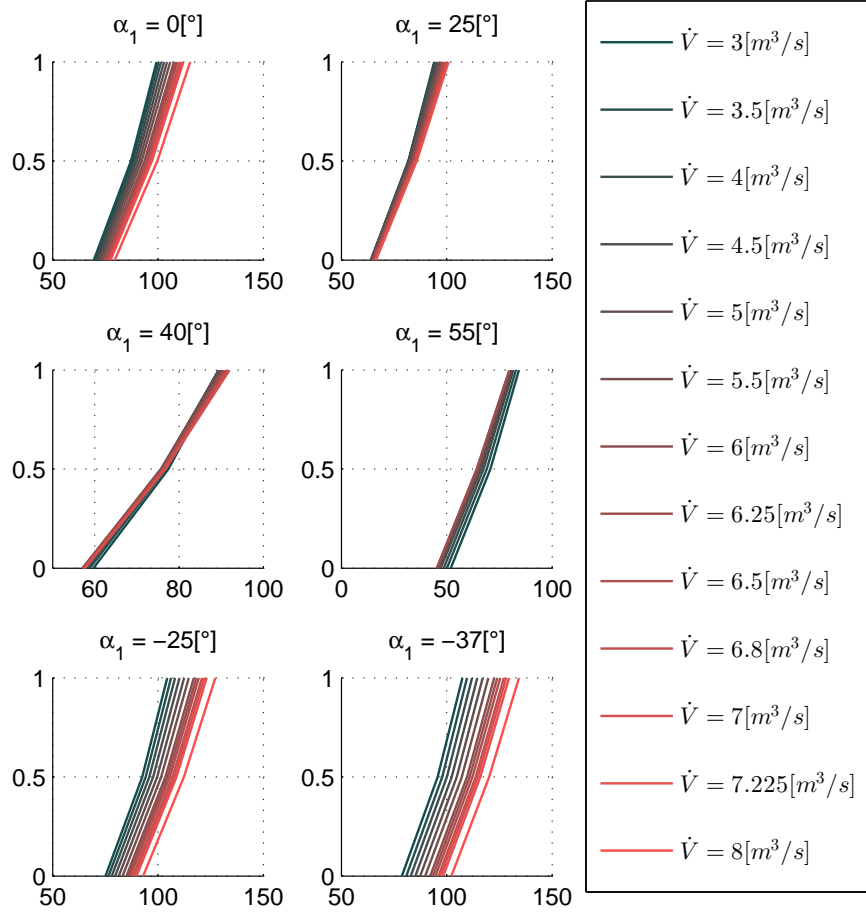 α1 = 0[°]
1
0.5
0
50 100 150
α1 = 25[°]
1
0.5
0
50 100 150
α1 = 40[°]
1
0.5
0
60 80 100
α1 = 55[°]
1
0.5
0
0 50 100
α1 = −25[°]
1
0.5
0
50 100 150
α1 = −37[°]
1
0.5
0
50 100 150
V̇ = 3[m³/s]
V̇ = 3.5[m³/s]
V̇ = 4[m³/s]
V̇ = 4.5[m³/s]
V̇ = 5[m³/s]
V̇ = 5.5[m³/s]
V̇ = 6[m³/s]
V̇ = 6.25[m³/s]
V̇ = 6.5[m³/s]
V̇ = 6.8[m³/s]
V̇ = 7[m³/s]
V̇ = 7.225[m³/s]
V̇ = 8[m³/s]